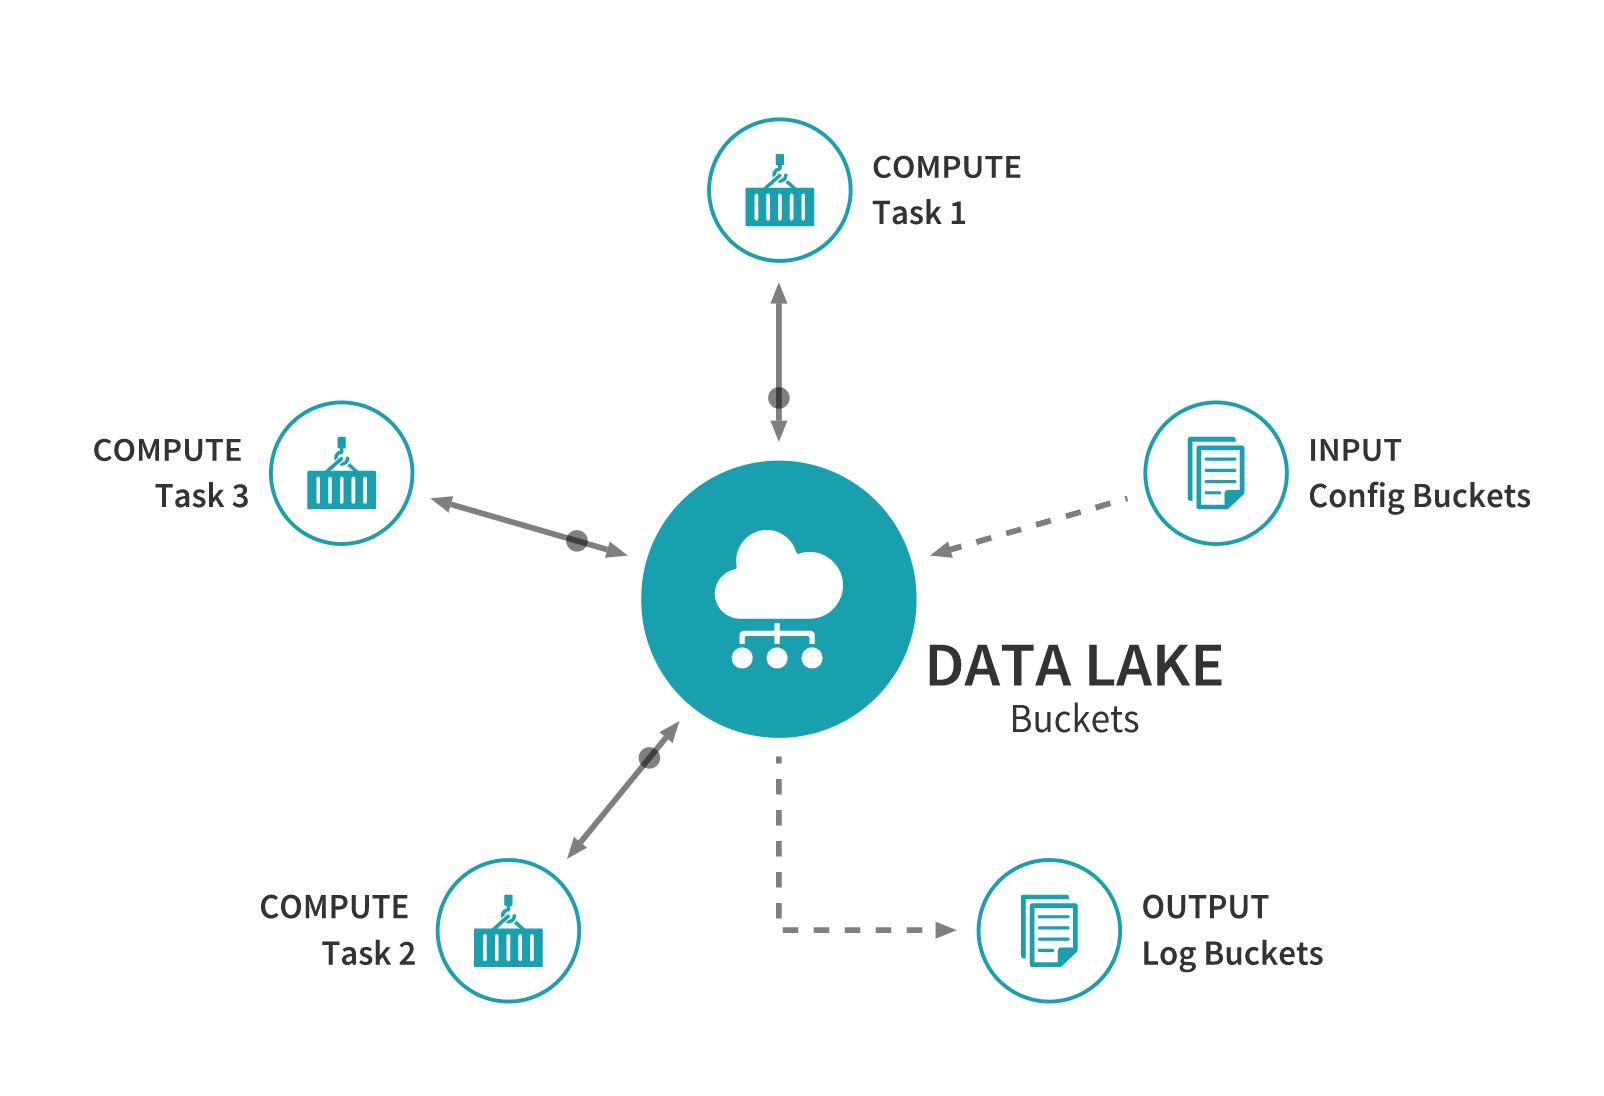 COMPUTE
Task 1
COMPUTE
Task 3
INPUT
Config Buckets
DATA LAKE
Buckets
COMPUTE
Task 2
OUTPUT
Log Buckets